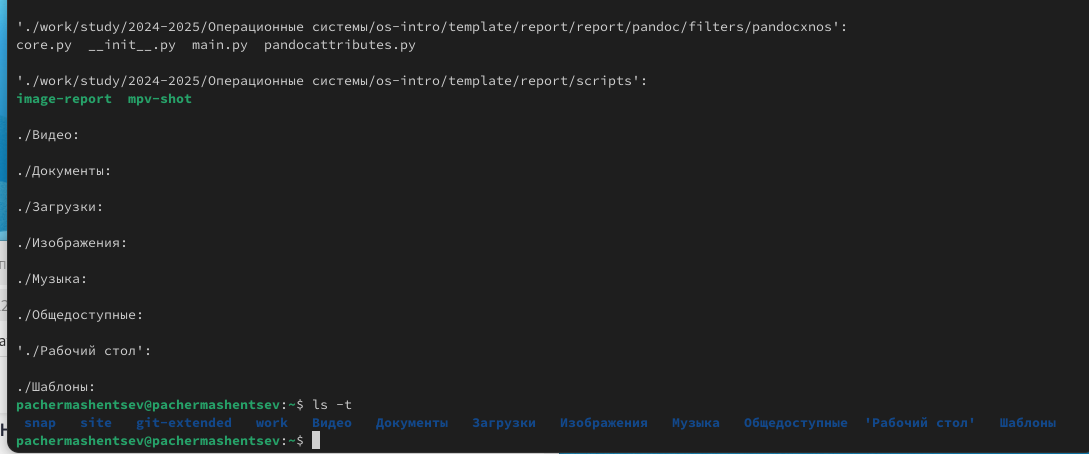 './work/study/2024-2025/Операционные системы/os-intro/template/report/report/pandoc/filters/pandocxnos':
core.py  __init__.py  main.py  pandocattributes.py
'./work/study/2024-2025/Операционные системы/os-intro/template/report/scripts':
image-report  mpv-shot
./Видео:
./Документы:
./Загрузки:
./Изображения:
./Музыка:
./Общедоступные:
'./Рабочий стол':
./Шаблоны:
pachermashentsev@pachermashentsev:~$ ls -t
snap  site  git-extended  work  Видео  Документы  Загрузки  Изображения  Музыка  Общедоступные  'Рабочий стол'  Шаблоны
pachermashentsev@pachermashentsev:~$